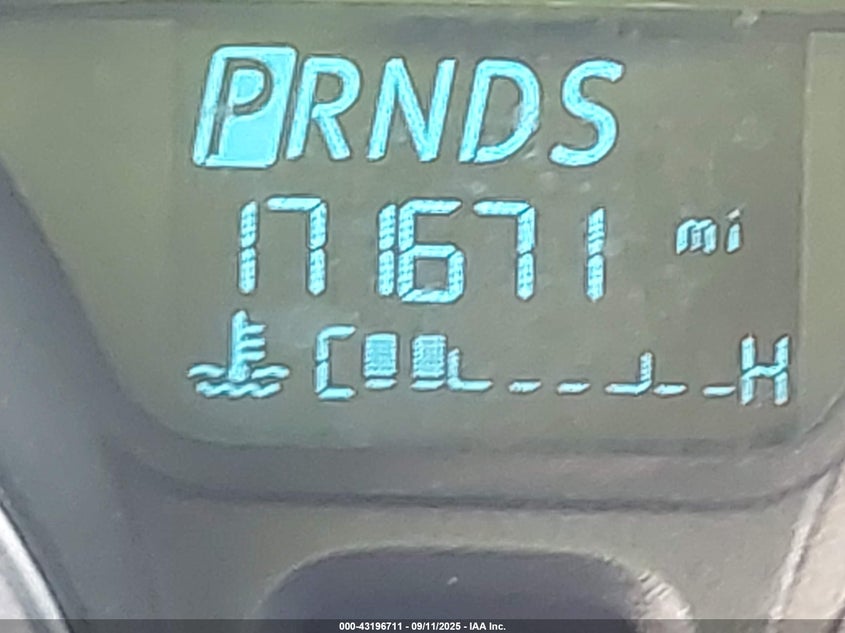 PRNDS
171671 mi
C H
000-43196711 - 09/11/2025 - IAA Inc.